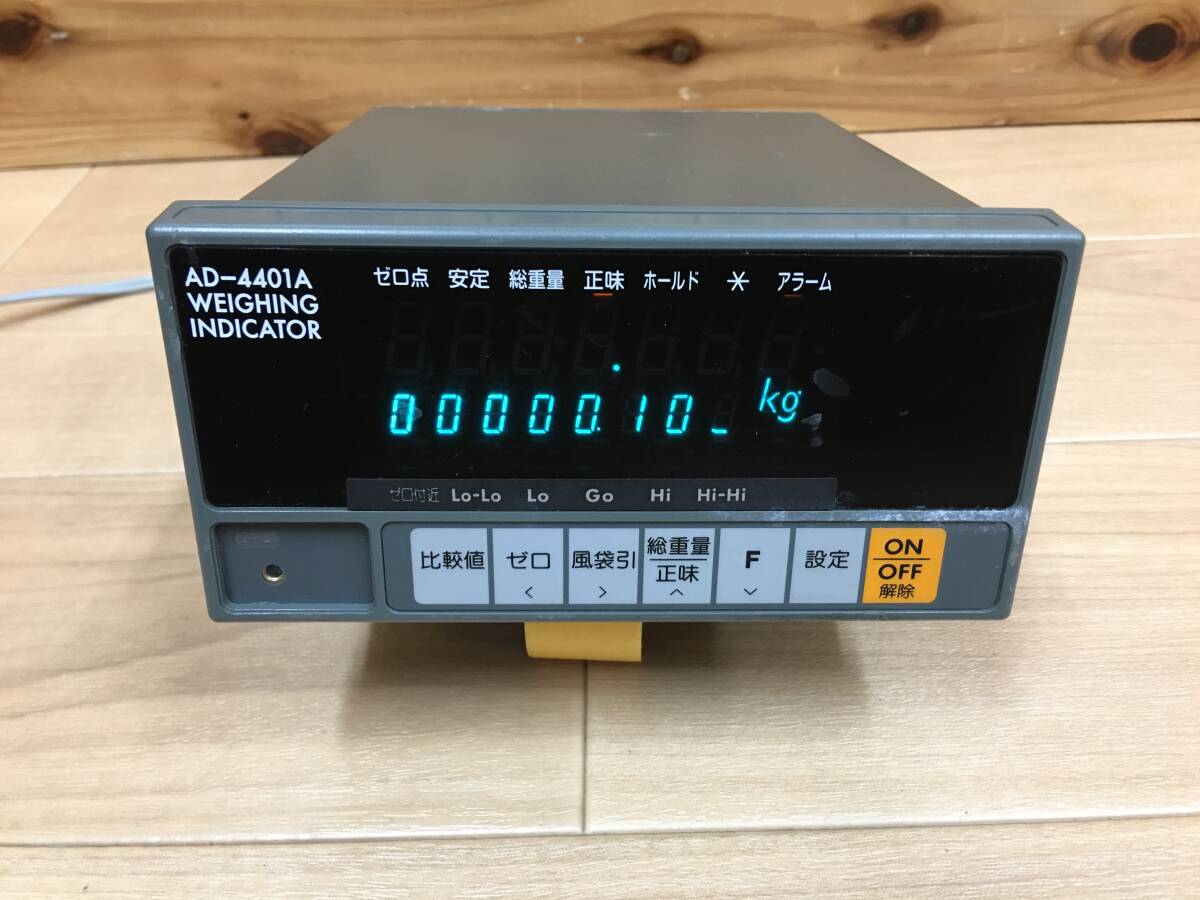 AD-4401A
WEIGHING
INDICATOR
ゼロ点 安定 総重量 正味 ホールド ＊ アラーム
00000.10 kg
ゼロ付近 Lo-Lo Lo Go Hi Hi-Hi
比較値 ゼロ < 風袋引 > 総重量 正味 ^ F ⌵ 設定 ON OFF 解除